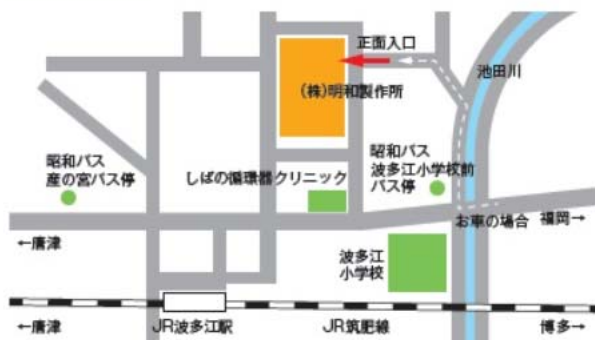 正面入口
池田川
(株)明和製作所
昭和バス
産の宮バス停
しばの循環器クリニック
昭和バス
波多江小学校前
バス停
お車の場合
福岡→
←唐津
波多江
小学校
←唐津
JR波多江駅
JR筑肥線
博多→